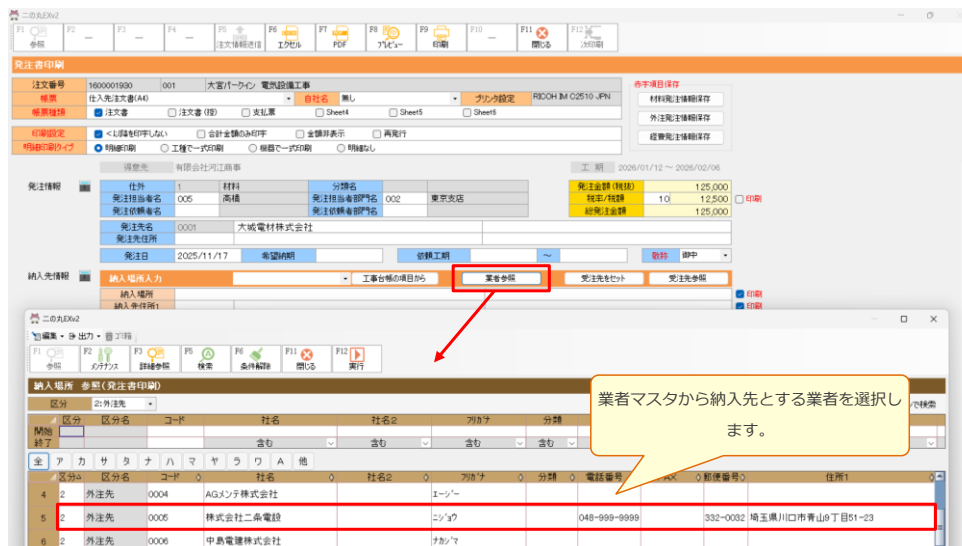 二の丸EXv2
F1 参照 F2 F3 F4 F5 注文情報送信 F6 エクセル F7 PDF F8 プレビュー F9 印刷 F10 F11 閉じる F12 次印刷
発注書印刷
注文番号 1600001930 001 大宮パークイン 電気設備工事 赤字項目保存
帳票 仕入先注文書(A4) 自社名 無し プリンタ設定 RICOH IM C2510 JPN 材料発注情報保存
帳票種類 注文書 注文書(控) 支払票 Sheet4 Sheet5 Sheet6 外注発注情報保存
印刷設定 <以降を印字しない 合計金額のみ印字 金額非表示 再発行 経費発注情報保存
明細印刷タイプ 明細印刷 工種で一式印刷 機器で一式印刷 明細なし
得意先 有限会社河江商事 工 期 2026/01/12 ～ 2026/02/06
発注情報 仕外 1 材料 分類名 発注金額(税抜) 125,000
発注担当者名 005 高橋 発注担当者部門名 002 東京支店 税率/税額 10 12,500 印刷
発注依頼者名 発注依頼者部門名 総発注金額 125,000
発注先名 0001 大城電材株式会社
発注先住所
発注日 2025/11/17 希望納期 依頼工期 ～ 敬称 御中
納入先情報 納入場所入力 工事台帳の項目から 業者参照 受注先をセット 受注先参照
納入場所 印刷
納入先住所1 印刷
二の丸EXv2
編集 出力
F1 参照 F2 メンテナンス F3 詳細参照 F5 検索 F6 条件解除 F11 閉じる F12 実行
納入場所 参照(発注書印刷)
区分 2:外注先 で検索
区分 区分名 コード 社名 社名2 フリガナ 分類
開始
終了 含む 含む 含む 含む
全 ア カ サ タ ナ ハ マ ヤ ラ ワ A 他
区分 区分名 コード 社名 社名2 フリガナ 分類 電話番号 郵便番号 住所1
4 2 外注先 0004 AGメンテ株式会社 エージー
5 2 外注先 0005 株式会社二条電設 ニジョウ 048-999-9999 332-0032 埼玉県川口市青山9丁目51-23
6 2 外注先 0006 中島電建株式会社 ナカジマ
業者マスタから納入先とする業者を選択し
ます。